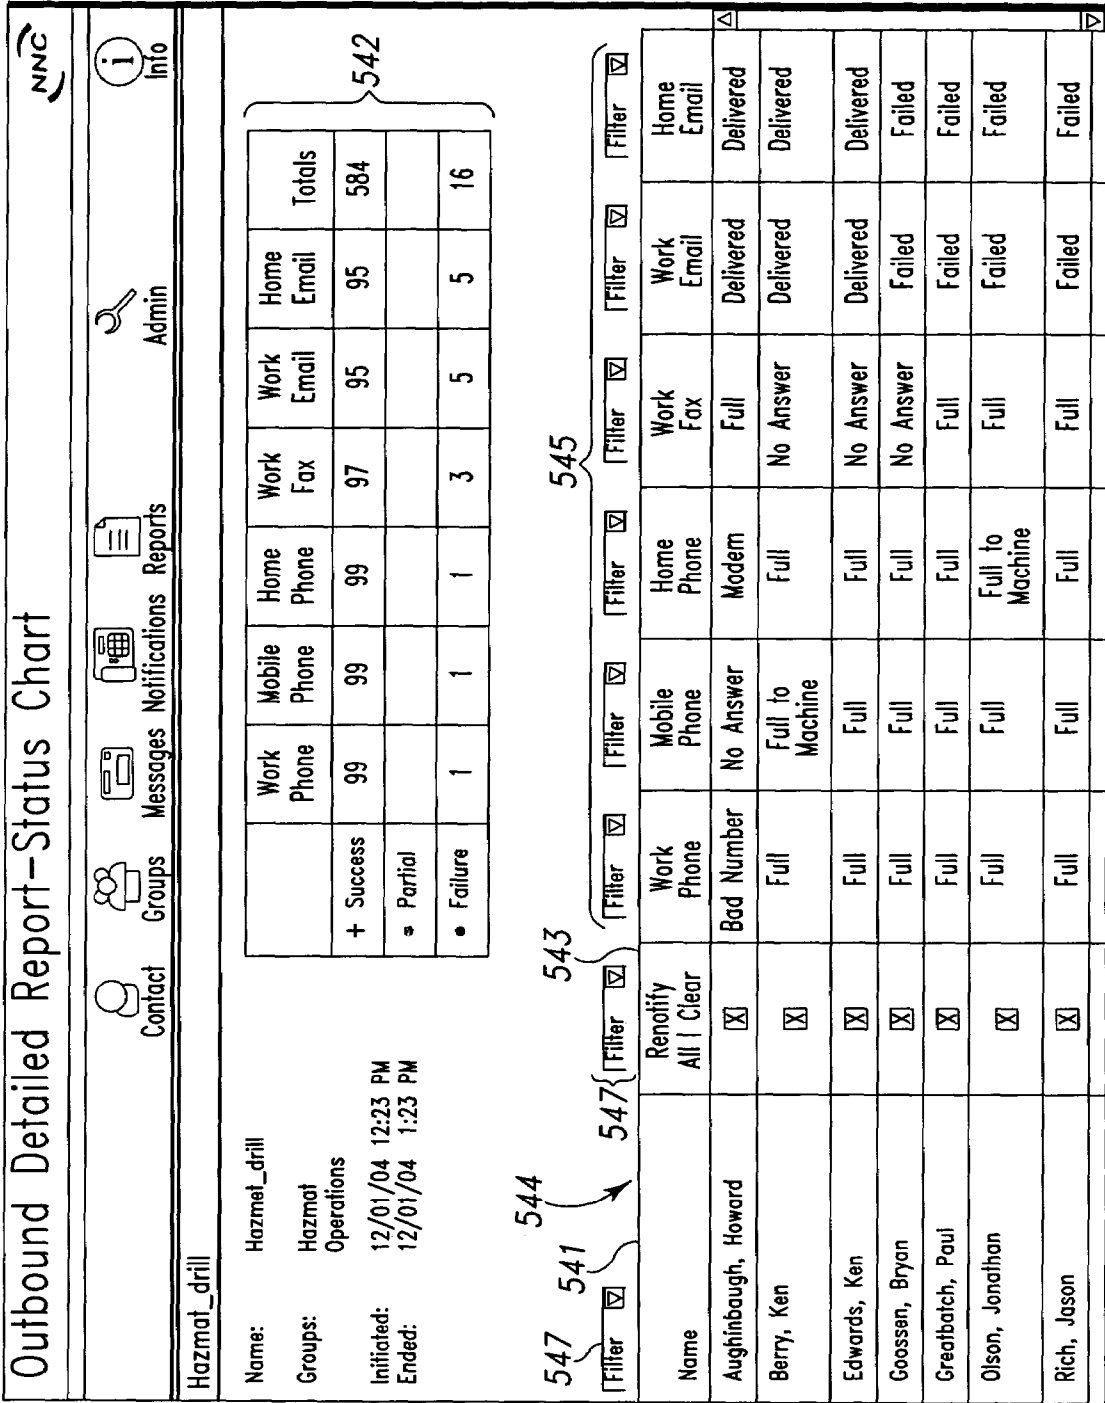 Outbound Detailed Report-Status Chart
NNC
Contact Groups Messages Notifications Reports Admin Info
Hazmat_drill
Name: Hazmet_drill
Groups: Hazmat
Operations
Initiated: 12/01/04 12:23 PM
Ended: 12/01/04 1:23 PM
Work Phone Mobile Phone Home Phone Work Fax Work Email Home Email Totals
+ Success 99 99 99 97 95 95 584
Partial
• Failure 1 1 1 3 5 5 16
542
547 541 544 547 543 545
Filter Filter Filter Filter Filter Filter Filter Filter
Name Renotify All | Clear Work Phone Mobile Phone Home Phone Work Fax Work Email Home Email
Aughinbaugh, Howard X Bad Number No Answer Modem Full Delivered Delivered
Berry, Ken X Full Full to Machine Full No Answer Delivered Delivered
Edwards, Ken X Full Full Full No Answer Delivered Delivered
Goossen, Bryan X Full Full Full No Answer Failed Failed
Greatbatch, Paul X Full Full Full Full Failed Failed
Olson, Jonathan X Full Full Full to Machine Full Failed Failed
Rich, Jason X Full Full Full Full Failed Failed